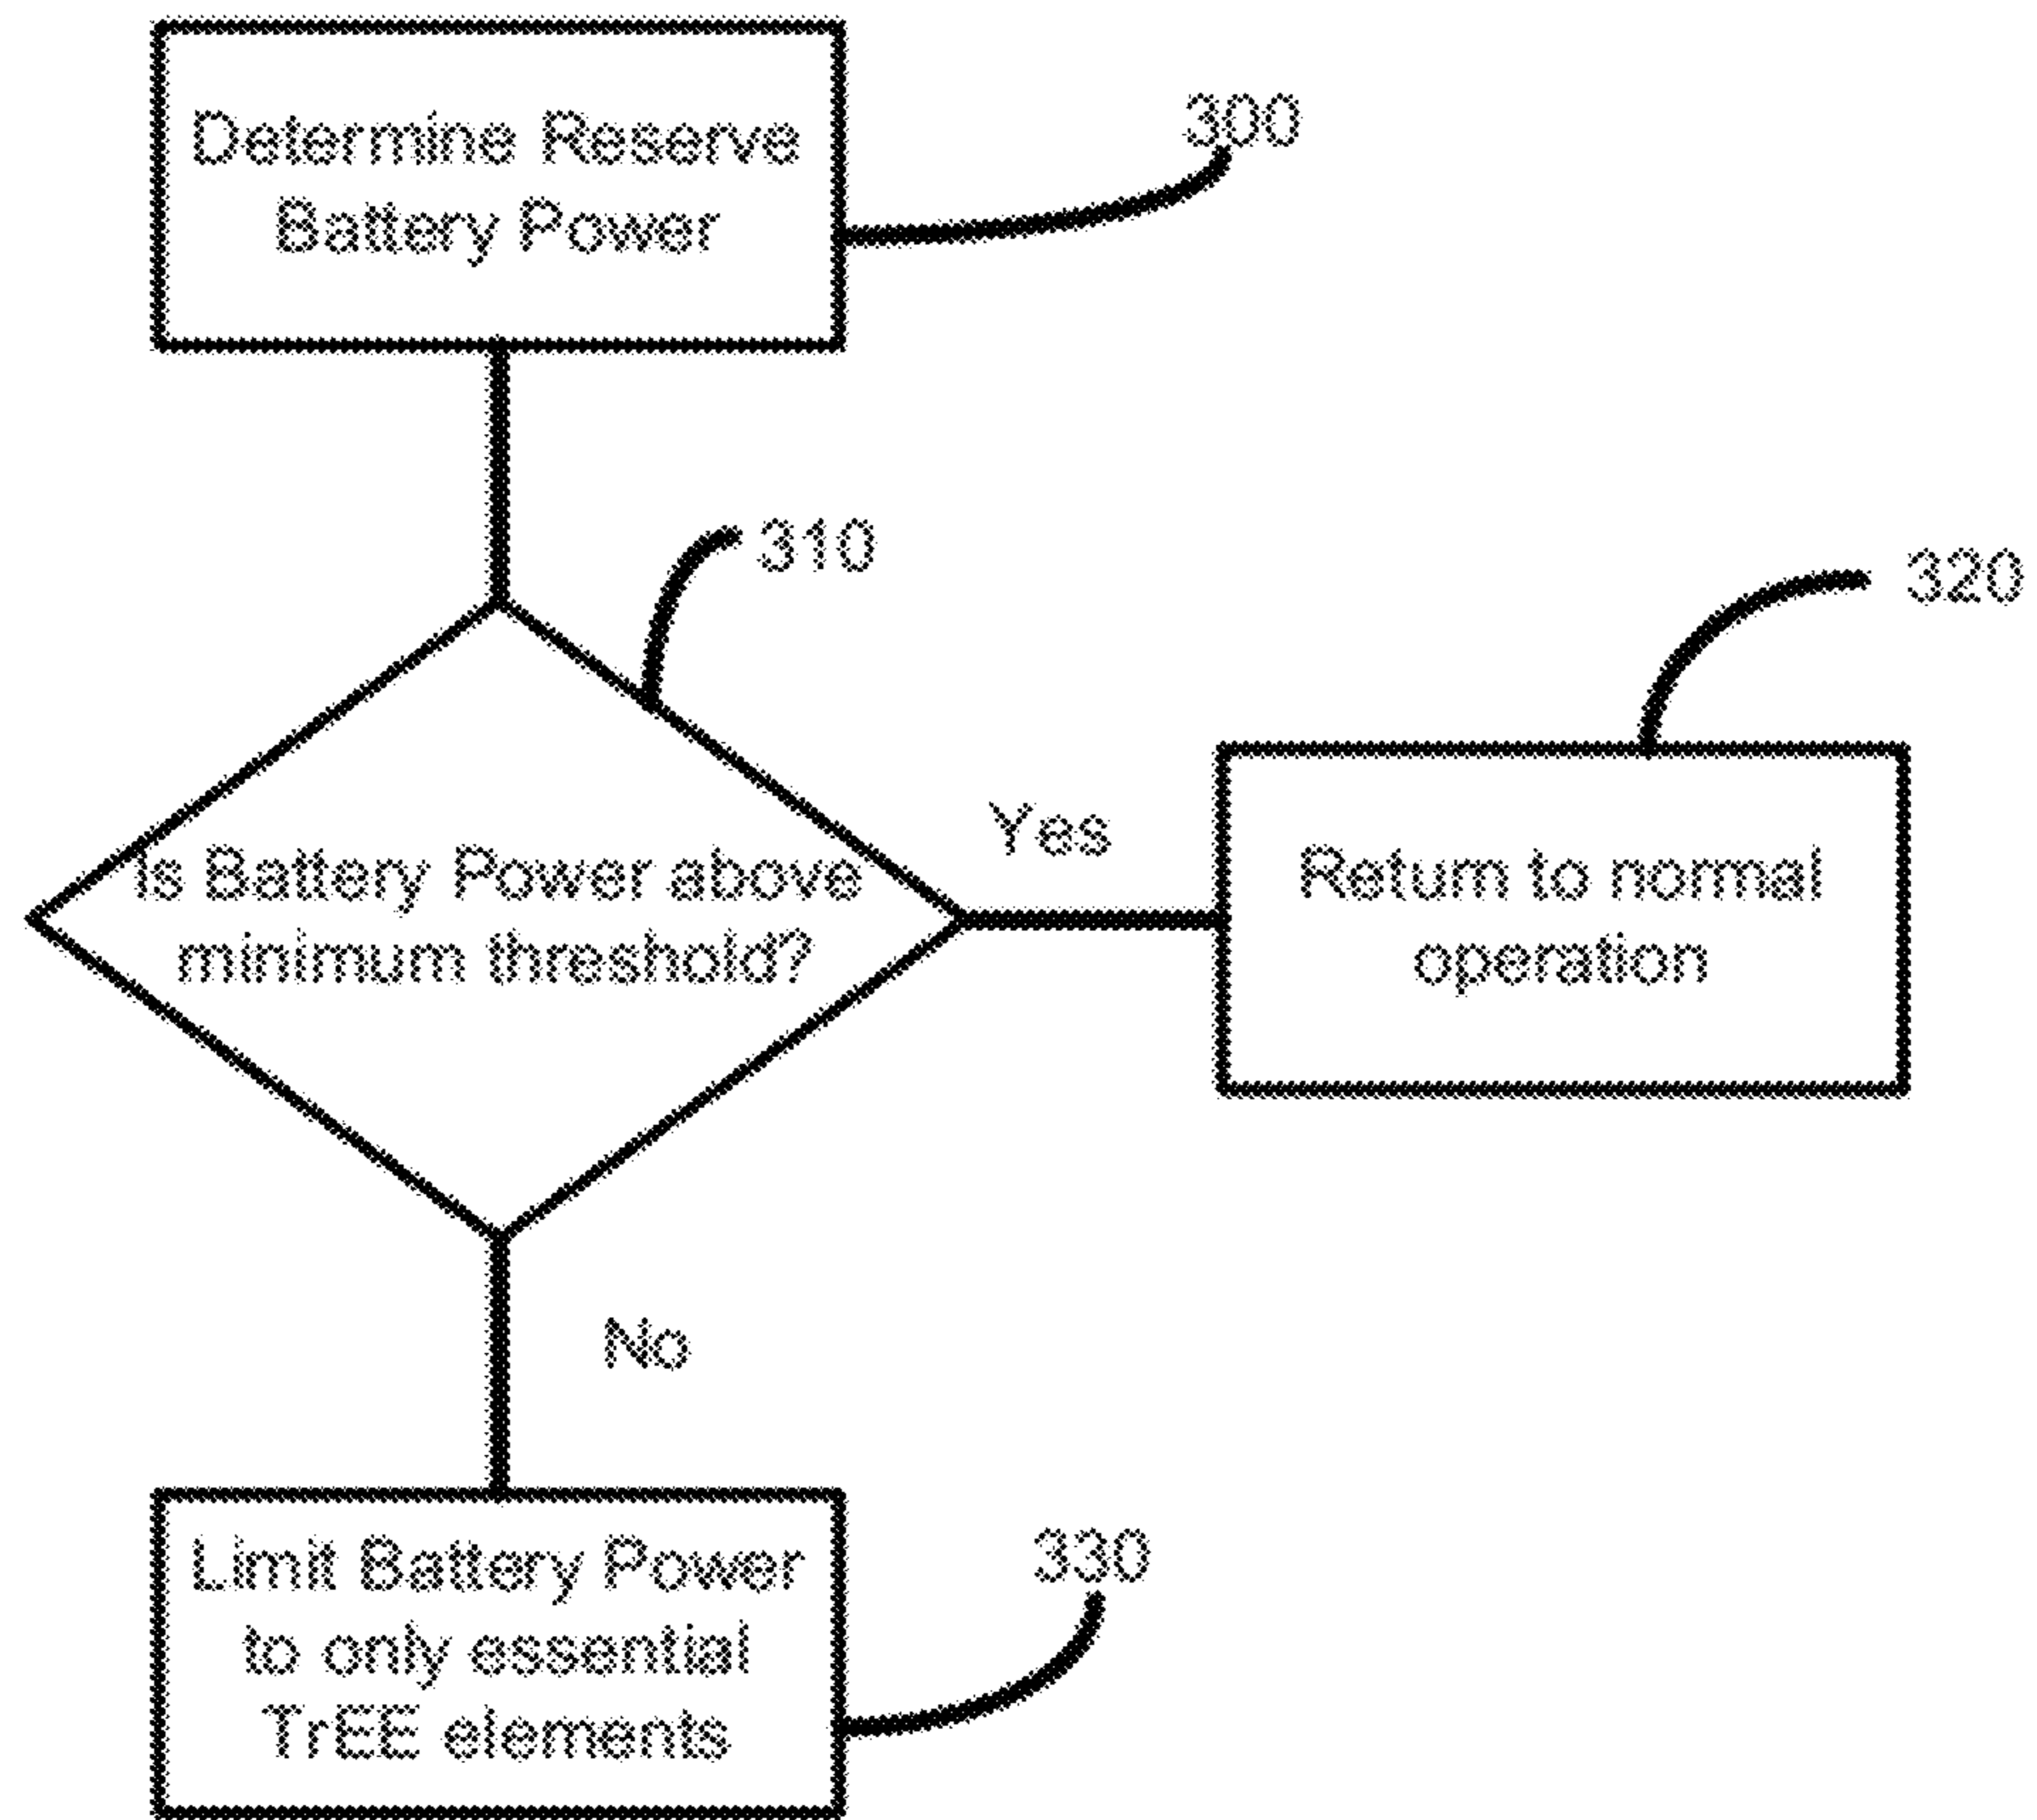 Determine Reserve
Battery Power
300
310
320
Is Battery Power above
minimum threshold?
Yes
Return to normal
operation
No
Limit Battery Power
to only essential
TrEE elements
330